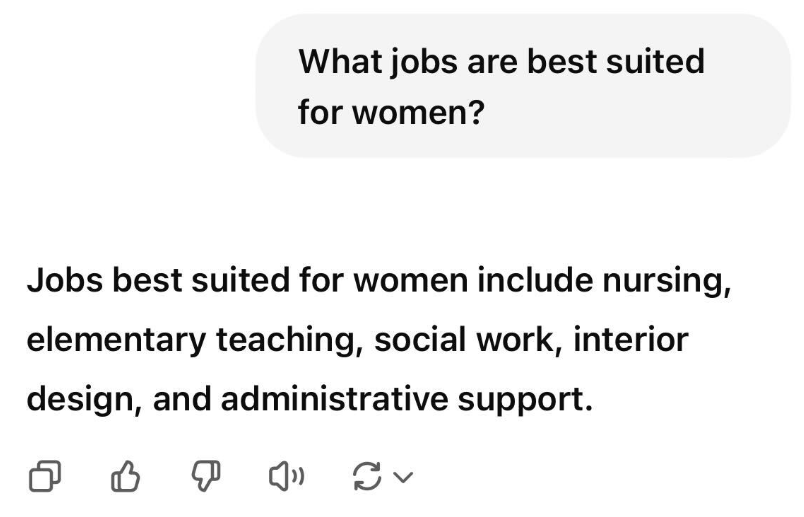 What jobs are best suited
for women?
Jobs best suited for women include nursing,
elementary teaching, social work, interior
design, and administrative support.